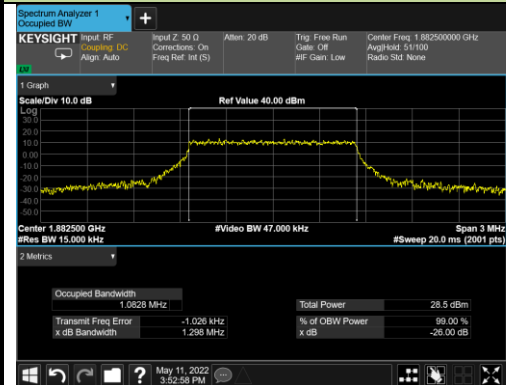 Spectrum Analyzer 1
Occupied BW
KEYSIGHT Input: RF Input Z: 50 Ω Atten: 20 dB Trig: Free Run Center Freq: 1.882500000 GHz
Coupling: DC Corrections: On Gate: Off Avg|Hold: 51/100
Align: Auto Freq Ref: Int (S) #IF Gain: Low Radio Std: None
1 Graph
Scale/Div 10.0 dB Ref Value 40.00 dBm
Log
30.0
20.0
10.0
0.00
-10.0
-20.0
-30.0
-40.0
-50.0
Center 1.882500 GHz #Video BW 47.000 kHz Span 3 MHz
#Res BW 15.000 kHz #Sweep 20.0 ms (2001 pts)
2 Metrics
Occupied Bandwidth
1.0828 MHz Total Power 28.5 dBm
Transmit Freq Error -1.026 kHz % of OBW Power 99.00 %
x dB Bandwidth 1.298 MHz x dB -26.00 dB
? May 11, 2022
3:52:58 PM